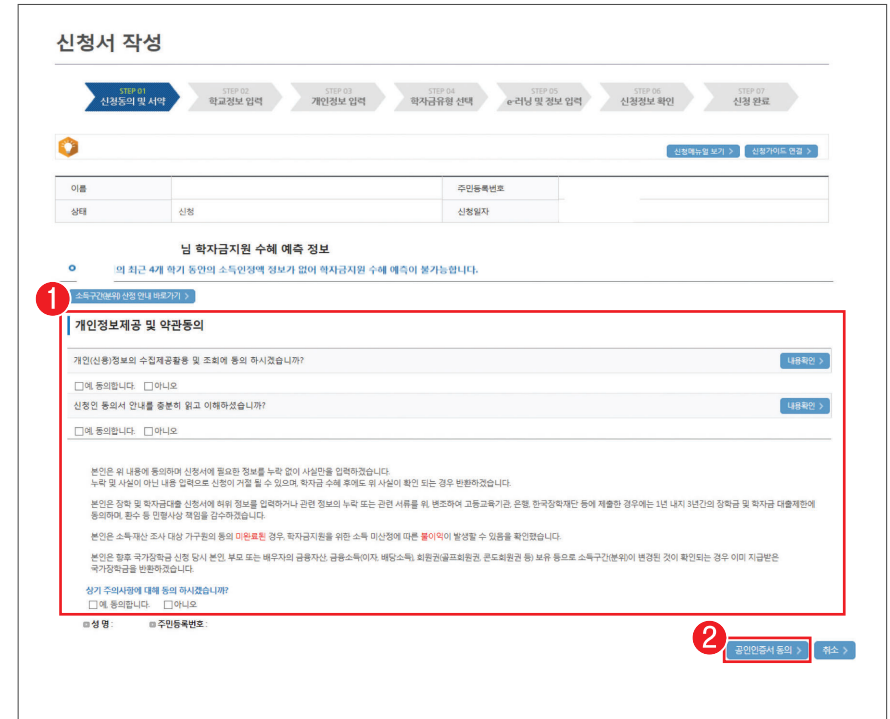 신청서 작성
STEP 01 STEP 02 STEP 03 STEP 04 STEP 05 STEP 06 STEP 07
신청동의 및 서약 학교정보 입력 개인정보 입력 학자금유형 선택 e-러닝 및 정보 입력 신청정보 확인 신청 완료
신청매뉴얼 보기 > 신청가이드 연결 >
이름 주민등록번호
상태 신청 신청일자
님 학자금지원 수혜 예측 정보
의 최근 4개 학기 동안의 소득인정액 정보가 없어 학자금지원 수혜 예측이 불가능합니다.
1 소득구간(분위) 산정 안내 바로가기 >
개인정보제공 및 약관동의
개인(신용)정보의 수집제공활용 및 조회에 동의 하시겠습니까? 내용확인 >
예, 동의합니다. 아니오
신청인 동의서 안내를 충분히 읽고 이해하셨습니까? 내용확인 >
예, 동의합니다. 아니오
본인은 위 내용에 동의하며 신청서에 필요한 정보를 누락 없이 사실만을 입력하겠습니다.
누락 및 사실이 아닌 내용 입력으로 신청이 거절 될 수 있으며, 학자금 수혜 후에도 위 사실이 확인 되는 경우 반환하겠습니다.
본인은 장학 및 학자금대출 신청서에 허위 정보를 입력하거나 관련 정보의 누락 또는 관련 서류를 위, 변조하여 고등교육기관, 은행, 한국장학재단 등에 제출한 경우에는 1년 내지 3년간의 장학금 및 학자금 대출제한에
동의하며, 환수 등 민형사상 책임을 감수하겠습니다.
본인은 소득·재산 조사 대상 가구원의 동의 미완료된 경우, 학자금지원을 위한 소득 미산정에 따른 불이익이 발생할 수 있음을 확인했습니다.
본인은 향후 국가장학금 신청 당시 본인, 부모 또는 배우자의 금융자산, 금융소득(이자, 배당소득), 회원권(골프회원권, 콘도회원권 등) 보유 등으로 소득구간(분위)이 변경된 것이 확인되는 경우 이미 지급받은
국가장학금을 반환하겠습니다.
상기 주의사항에 대해 동의 하시겠습니까?
예, 동의합니다. 아니오
성 명 : 주민등록번호 :
2 공인인증서 동의 > 취소 >